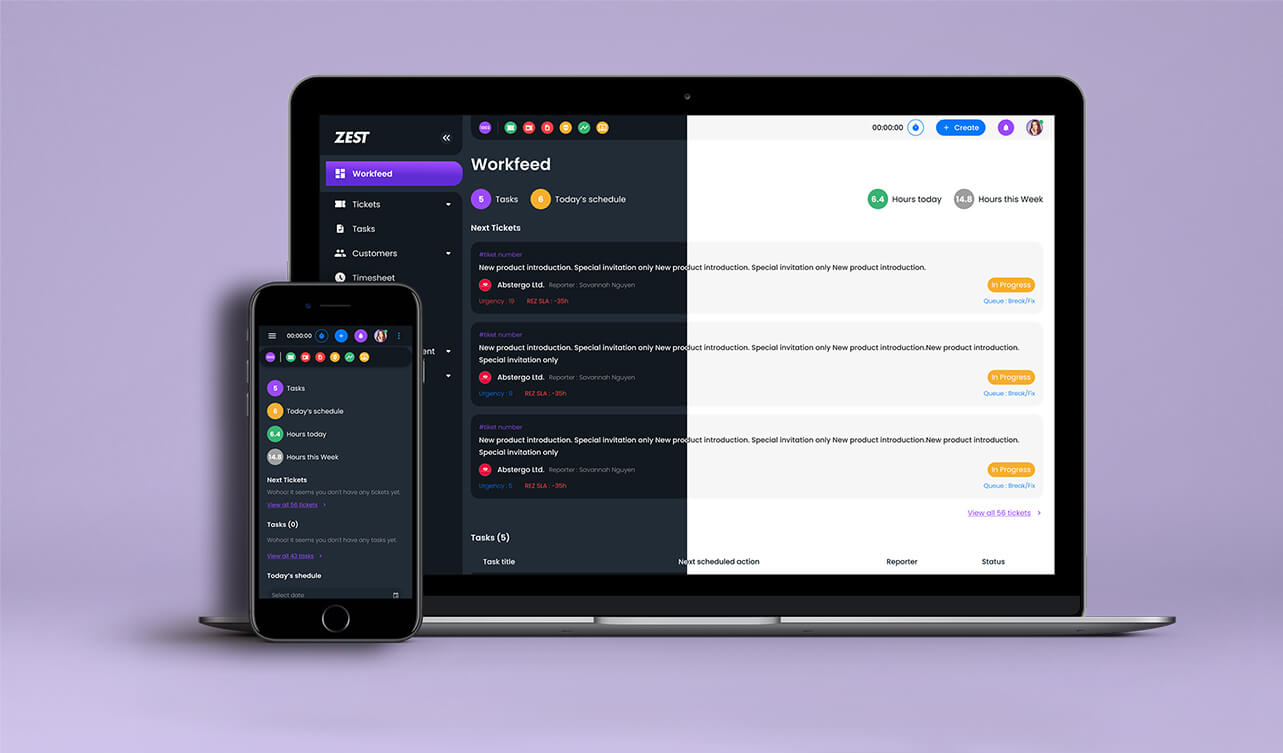 ZEST
00:00:00
+ Create
Workfeed
Workfeed
5 Tasks
6 Today's schedule
6.4 Hours today
14.8 Hours this Week
Tickets
Tasks
Customers
Timesheet
ent
Next Tickets
#tiket number
New product introduction. Special invitation only New product introduction. Special invitation only New product introduction.
Abstergo Ltd. Reporter : Savannah Nguyen
In Progress
Urgency : 19 REZ SLA : -35h
Queue : Break/Fix
#tiket number
New product introduction. Special invitation only New product introduction. Special invitation only New product introduction.New product introduction.
Special invitation only
Abstergo Ltd. Reporter : Savannah Nguyen
In Progress
Urgency : 9 REZ SLA : -35h
Queue : Break/Fix
#tiket number
New product introduction. Special invitation only New product introduction. Special invitation only New product introduction.New product introduction.
Special invitation only
Abstergo Ltd. Reporter : Savannah Nguyen
In Progress
Urgency : 5 REZ SLA : -35h
Queue : Break/Fix
View all 56 tickets
Tasks (5)
Task title Next scheduled action Reporter Status
00:00:00
5 Tasks
6 Today's schedule
6.4 Hours today
14.8 Hours this Week
Next Tickets
Wohoo! It seems you don't have any tickets yet.
View all 56 tickets
Tasks (0)
Wohoo! It seems you don't have any tasks yet.
View all 43 tasks
Today's shedule
Select date